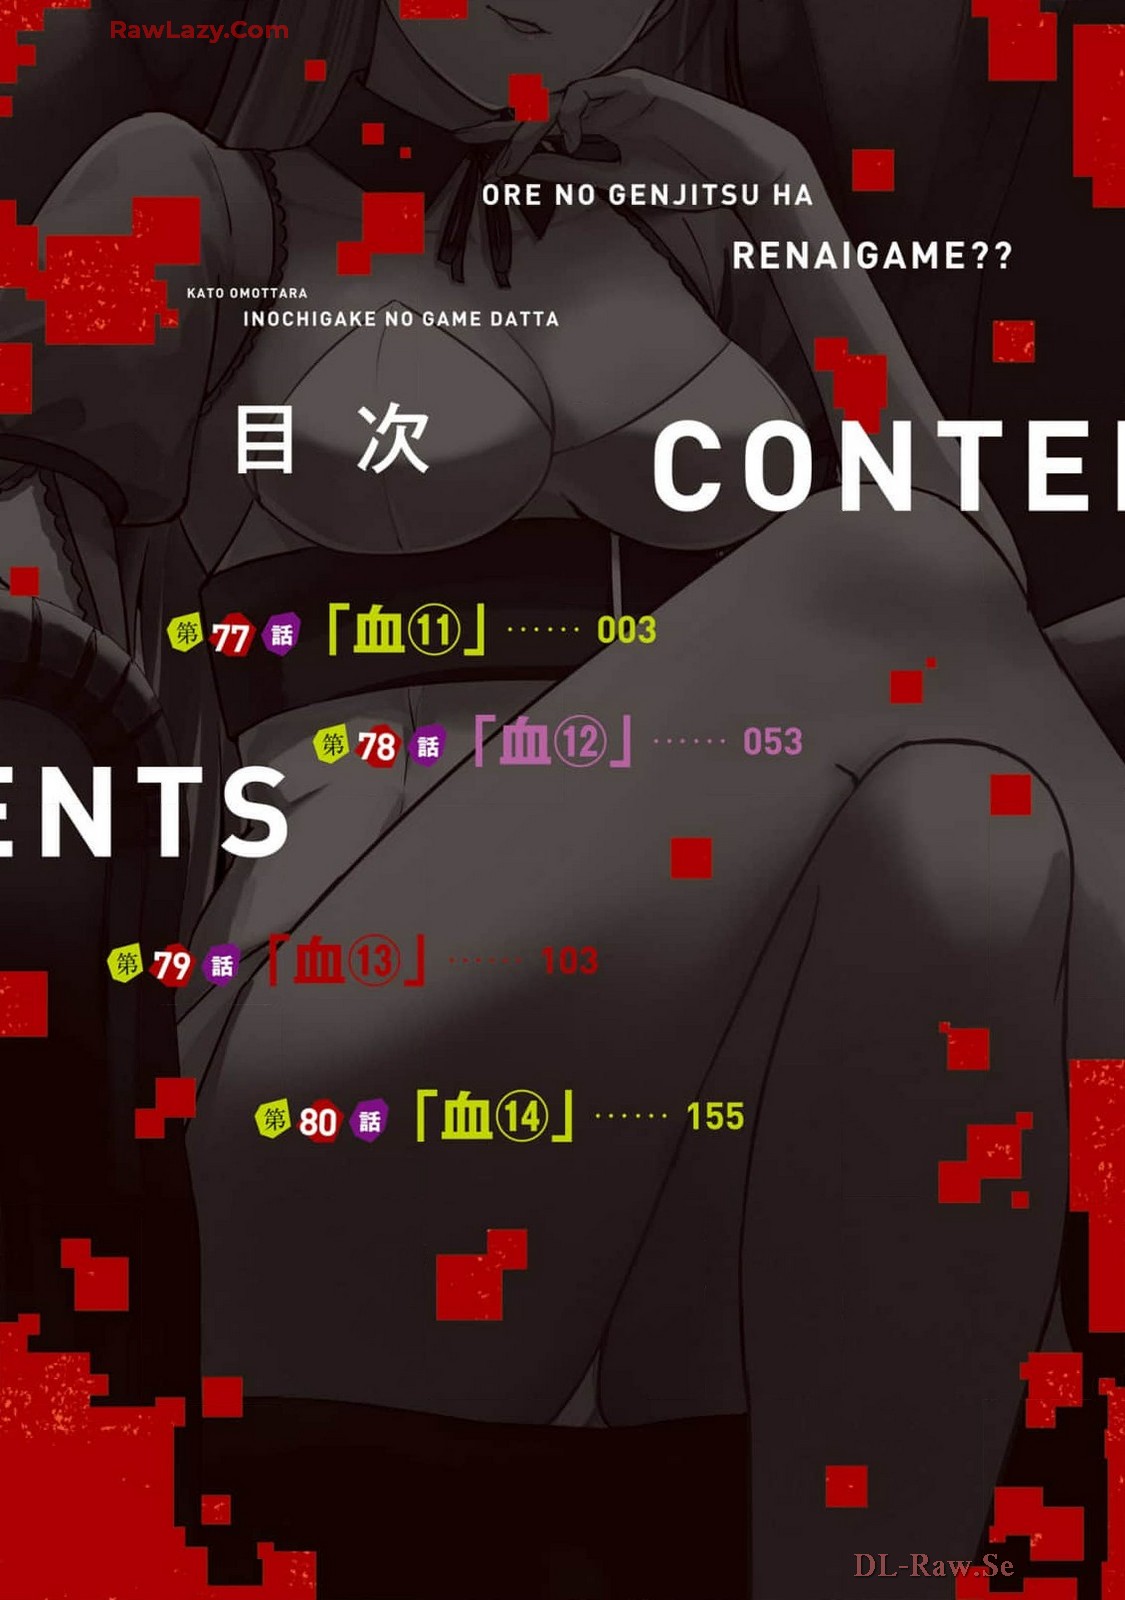 RawLazy.Com
ORE NO GENJITSU HA
RENAIGAME??
KATO OMOTTARA
INOCHIGAKE NO GAME DATTA
目次
CONTE
第77話「血⑪」……003
第78話「血⑫」……053
ENTS
第79話「血⑬」……103
第80話「血⑭」……155
DL-Raw.Se